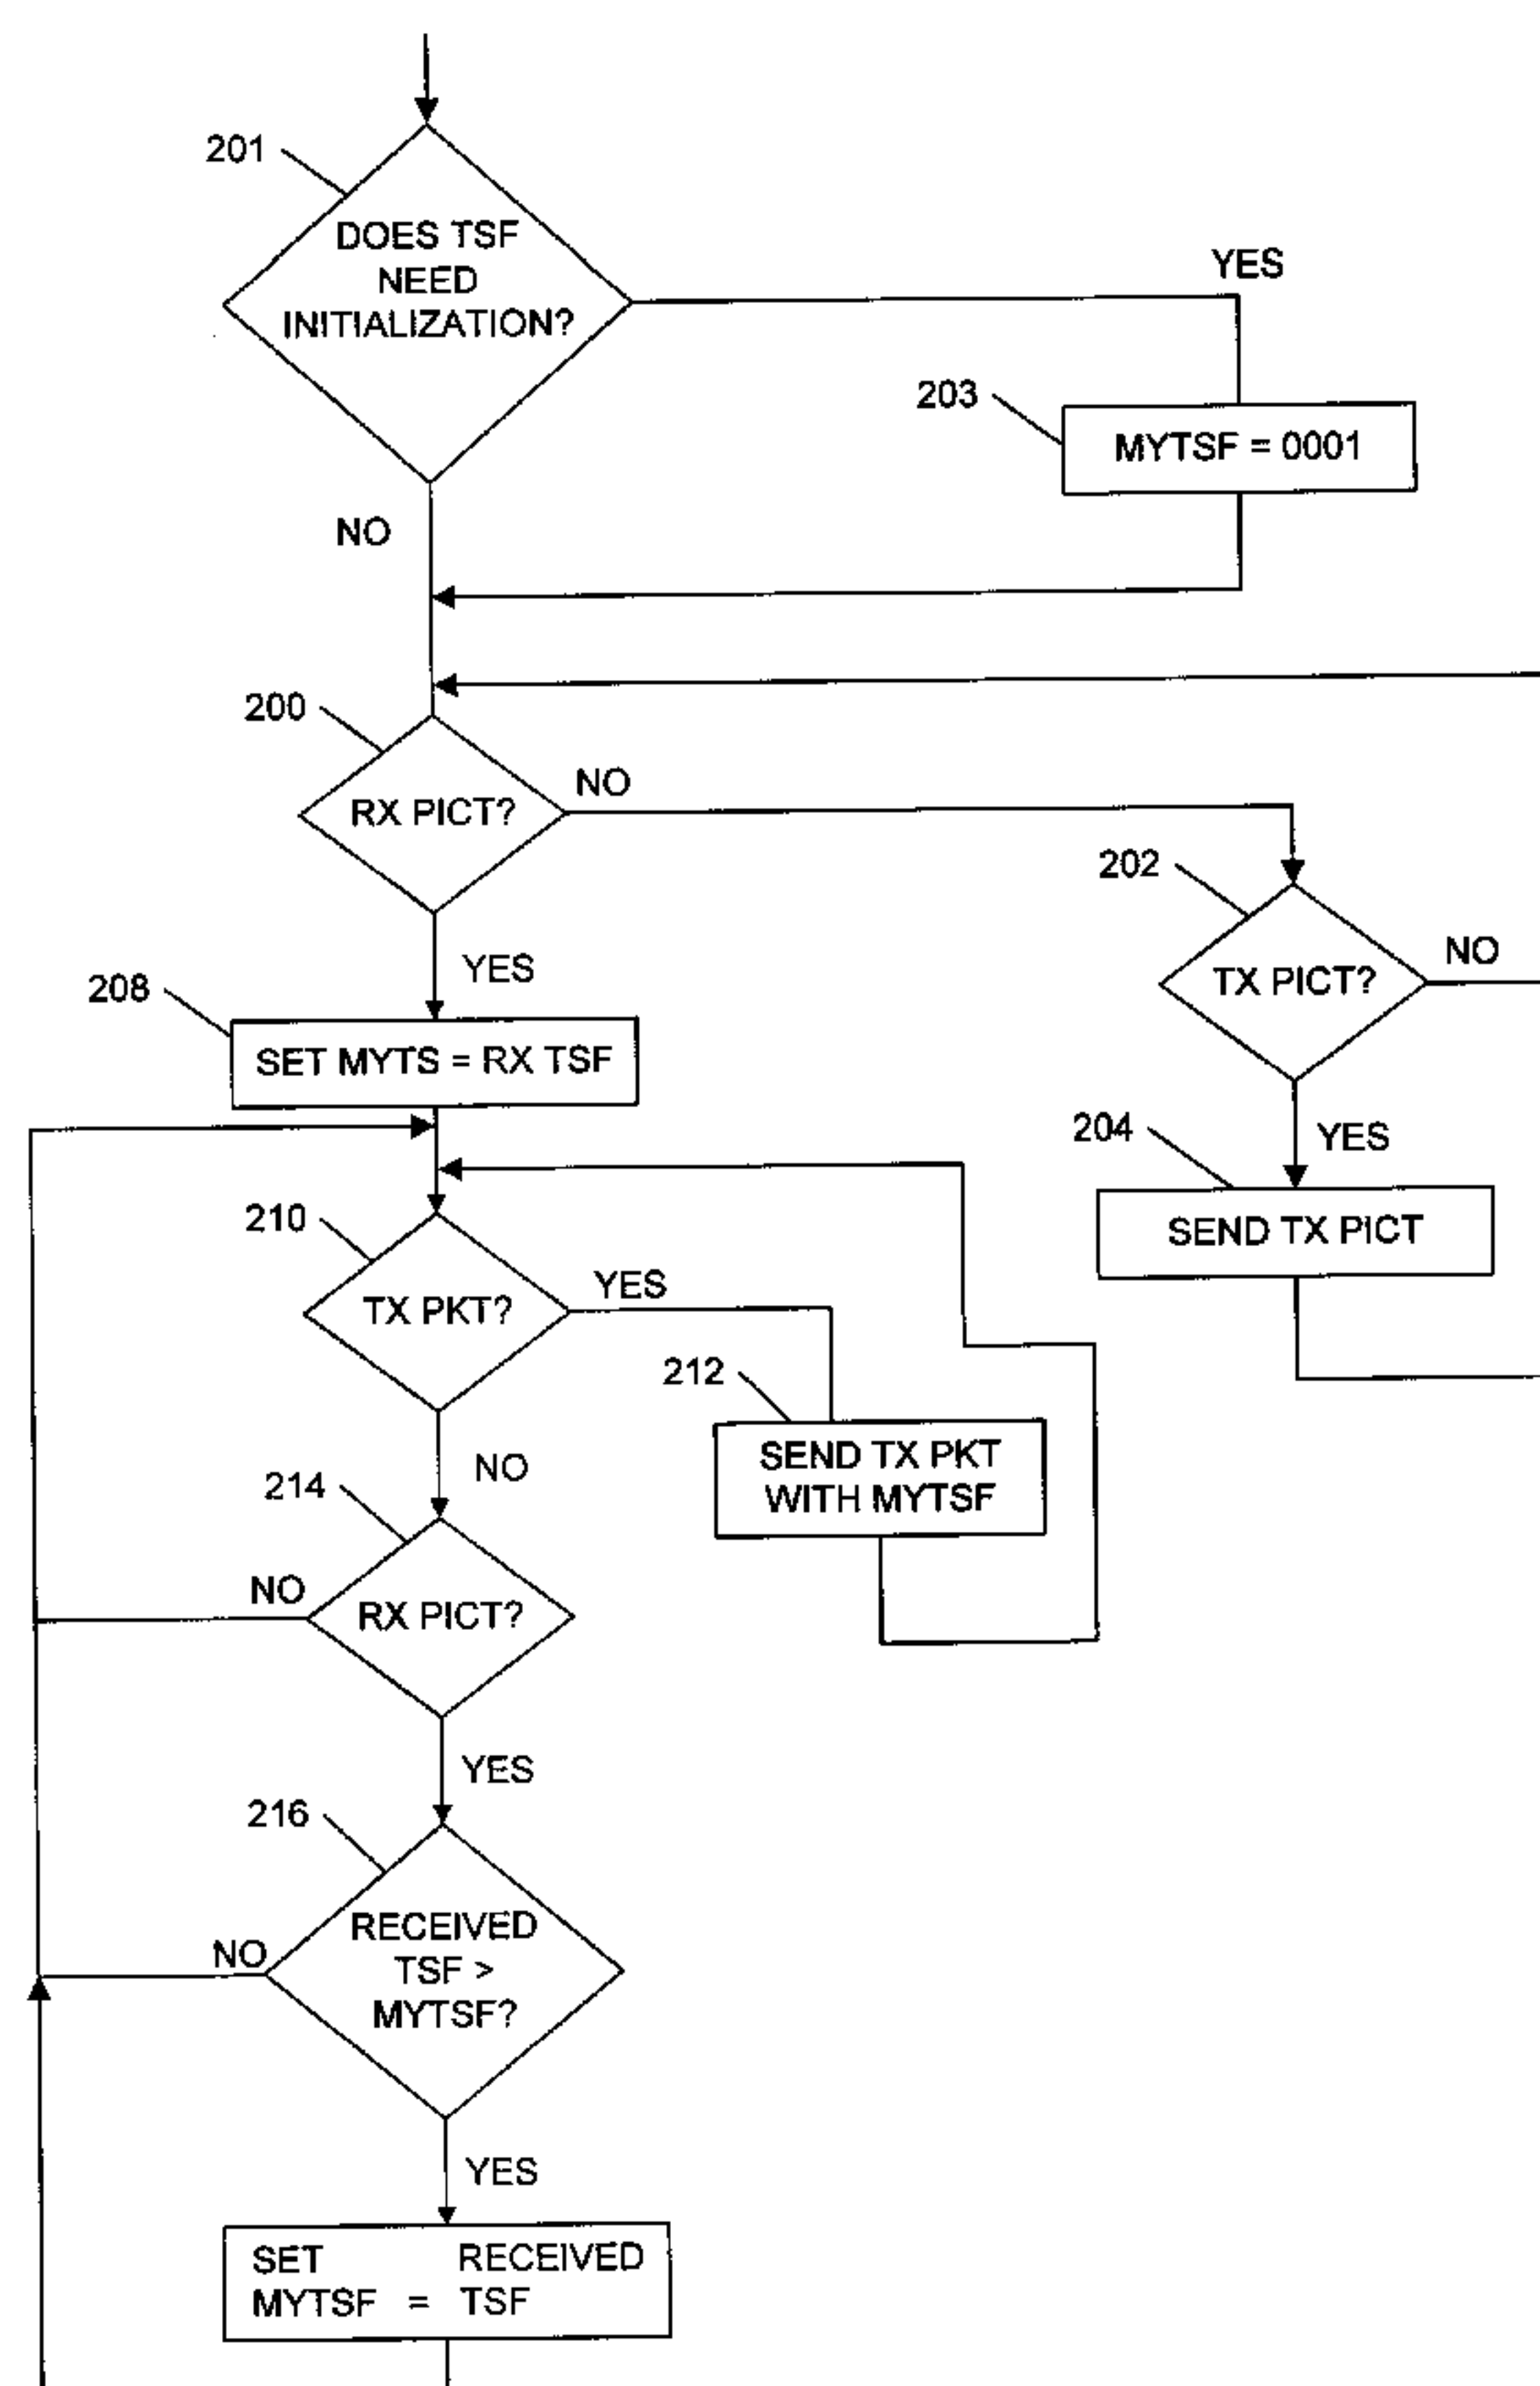 201
DOES TSF
NEED
INITIALIZATION?
YES
203
MYTSF = 0001
NO
200
RX PICT?
NO
202
TX PICT?
NO
YES
208
SET MYTS = RX TSF
204
YES
SEND TX PICT
210
TX PKT?
YES
212
SEND TX PKT
WITH MYTSF
NO
214
NO
RX PICT?
YES
216
RECEIVED
TSF >
MYTSF?
NO
YES
SET RECEIVED
MYTSF = TSF